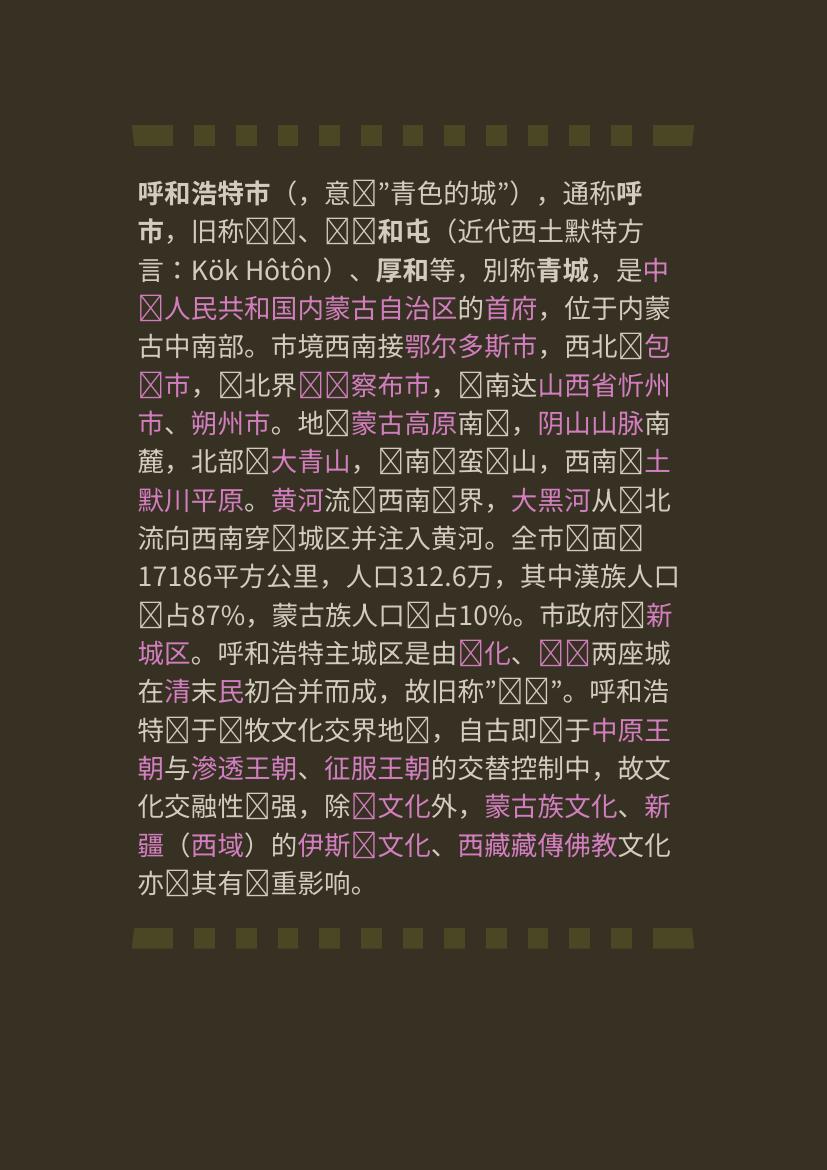 呼和浩特市（，意”青色的城”），通称呼
市，旧称、和屯（近代西土默特方
言：Kök Hôtôn）、厚和等，別称青城，是中
人民共和国内蒙古自治区的首府，位于内蒙
古中南部。市境西南接鄂尔多斯市，西北包
市，北界察布市，南达山西省忻州
市、朔州市。地蒙古高原南，阴山山脉南
麓，北部大青山，南蛮山，西南土
默川平原。黄河流西南界，大黑河从北
流向西南穿城区并注入黄河。全市面
17186平方公里，人口312.6万，其中漢族人口
占87%，蒙古族人口占10%。市政府新
城区。呼和浩特主城区是由化、两座城
在清末民初合并而成，故旧称”"。呼和浩
特于牧文化交界地，自古即于中原王
朝与滲透王朝、征服王朝的交替控制中，故文
化交融性强，除文化外，蒙古族文化、新
疆（西域）的伊斯文化、西藏藏傳佛教文化
亦其有重影响。